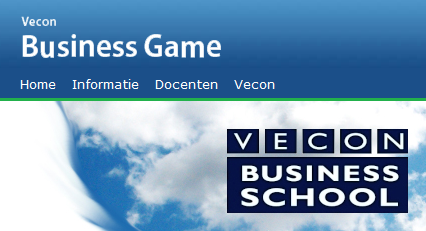 Vecon
Business Game
Home Informatie Docenten Vecon
VECON
BUSINESS
SCHOOL